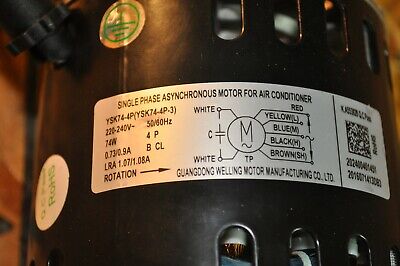 SINGLE PHASE ASYNCHRONOUS MOTOR FOR AIR CONDITIONER
YSK74-4P(YSK74-4P-3)
220-240V~ 50/60Hz
74W 4 P
0.73/0.9A B CL
LRA 1.07/1.08A
ROTATION →
WHITE
C
WHITE
M
TP
RED
YELLOW(L)
BLUE(M)
BLACK(H)
BROWN(SH)
GUANGDONG WELLING MOTOR MANUFACTURING CO., LTD.
RoHS